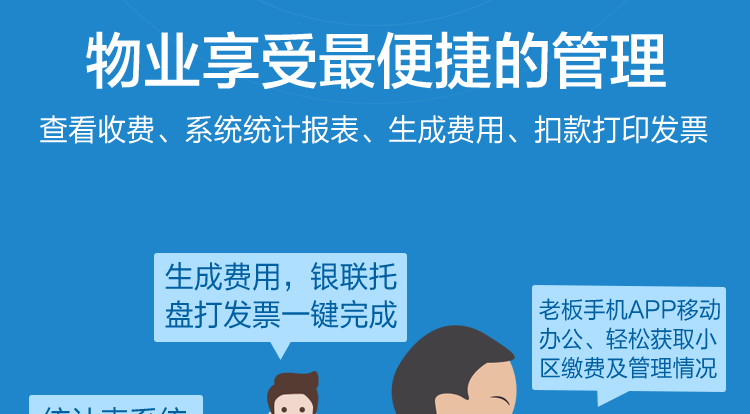 物业享受最便捷的管理
查看收费、系统统计报表、生成费用、扣款打印发票
生成费用，银联托
盘打发票一键完成
老板手机APP移动
办公、轻松获取小
区缴费及管理情况